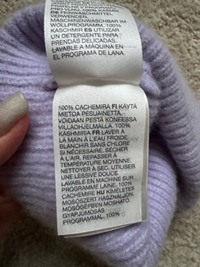 VERWENDEN.
MASCHINENWASCHBAR IM
WOLLPROGRAMM. 100%
KASCHMIR ES UTILIZAR
UN DETERGENTE PARA
PRENDAS DELICADAS.
LAVABLE A MÁQUINA EN
EL PROGRAMA DE LANA.
100% CACHEMIRA FI KÄYTÄ
MIETOA PESUAINETTA.
VOIDAAN PESTÄ KONEESSA
VILLAOHJELMALLA. 100%
KASHMIRA FR LAVER À
LA MAIN À L'EAU FROIDE.
BLANCHIR SANS CHLORE
SI NÉCESSAIRE. SÉCHER
À L'AIR. REPASSER À
TEMPÉRATURE MOYENNE.
NETTOYER À SEC. UTILISEZ
UNE LESSIVE DOUCE.
LAVABLE EN MACHINE SUR
PROGRAMME LAINE. 100%
CACHEMIRE HU KÍMÉLETES
MOSÓSZERT HASZNÁLJ.
MOSÓGÉPBEN MOSHATÓ.
GYAPJÚMOSÁS
PROGRAMMAL. 100%